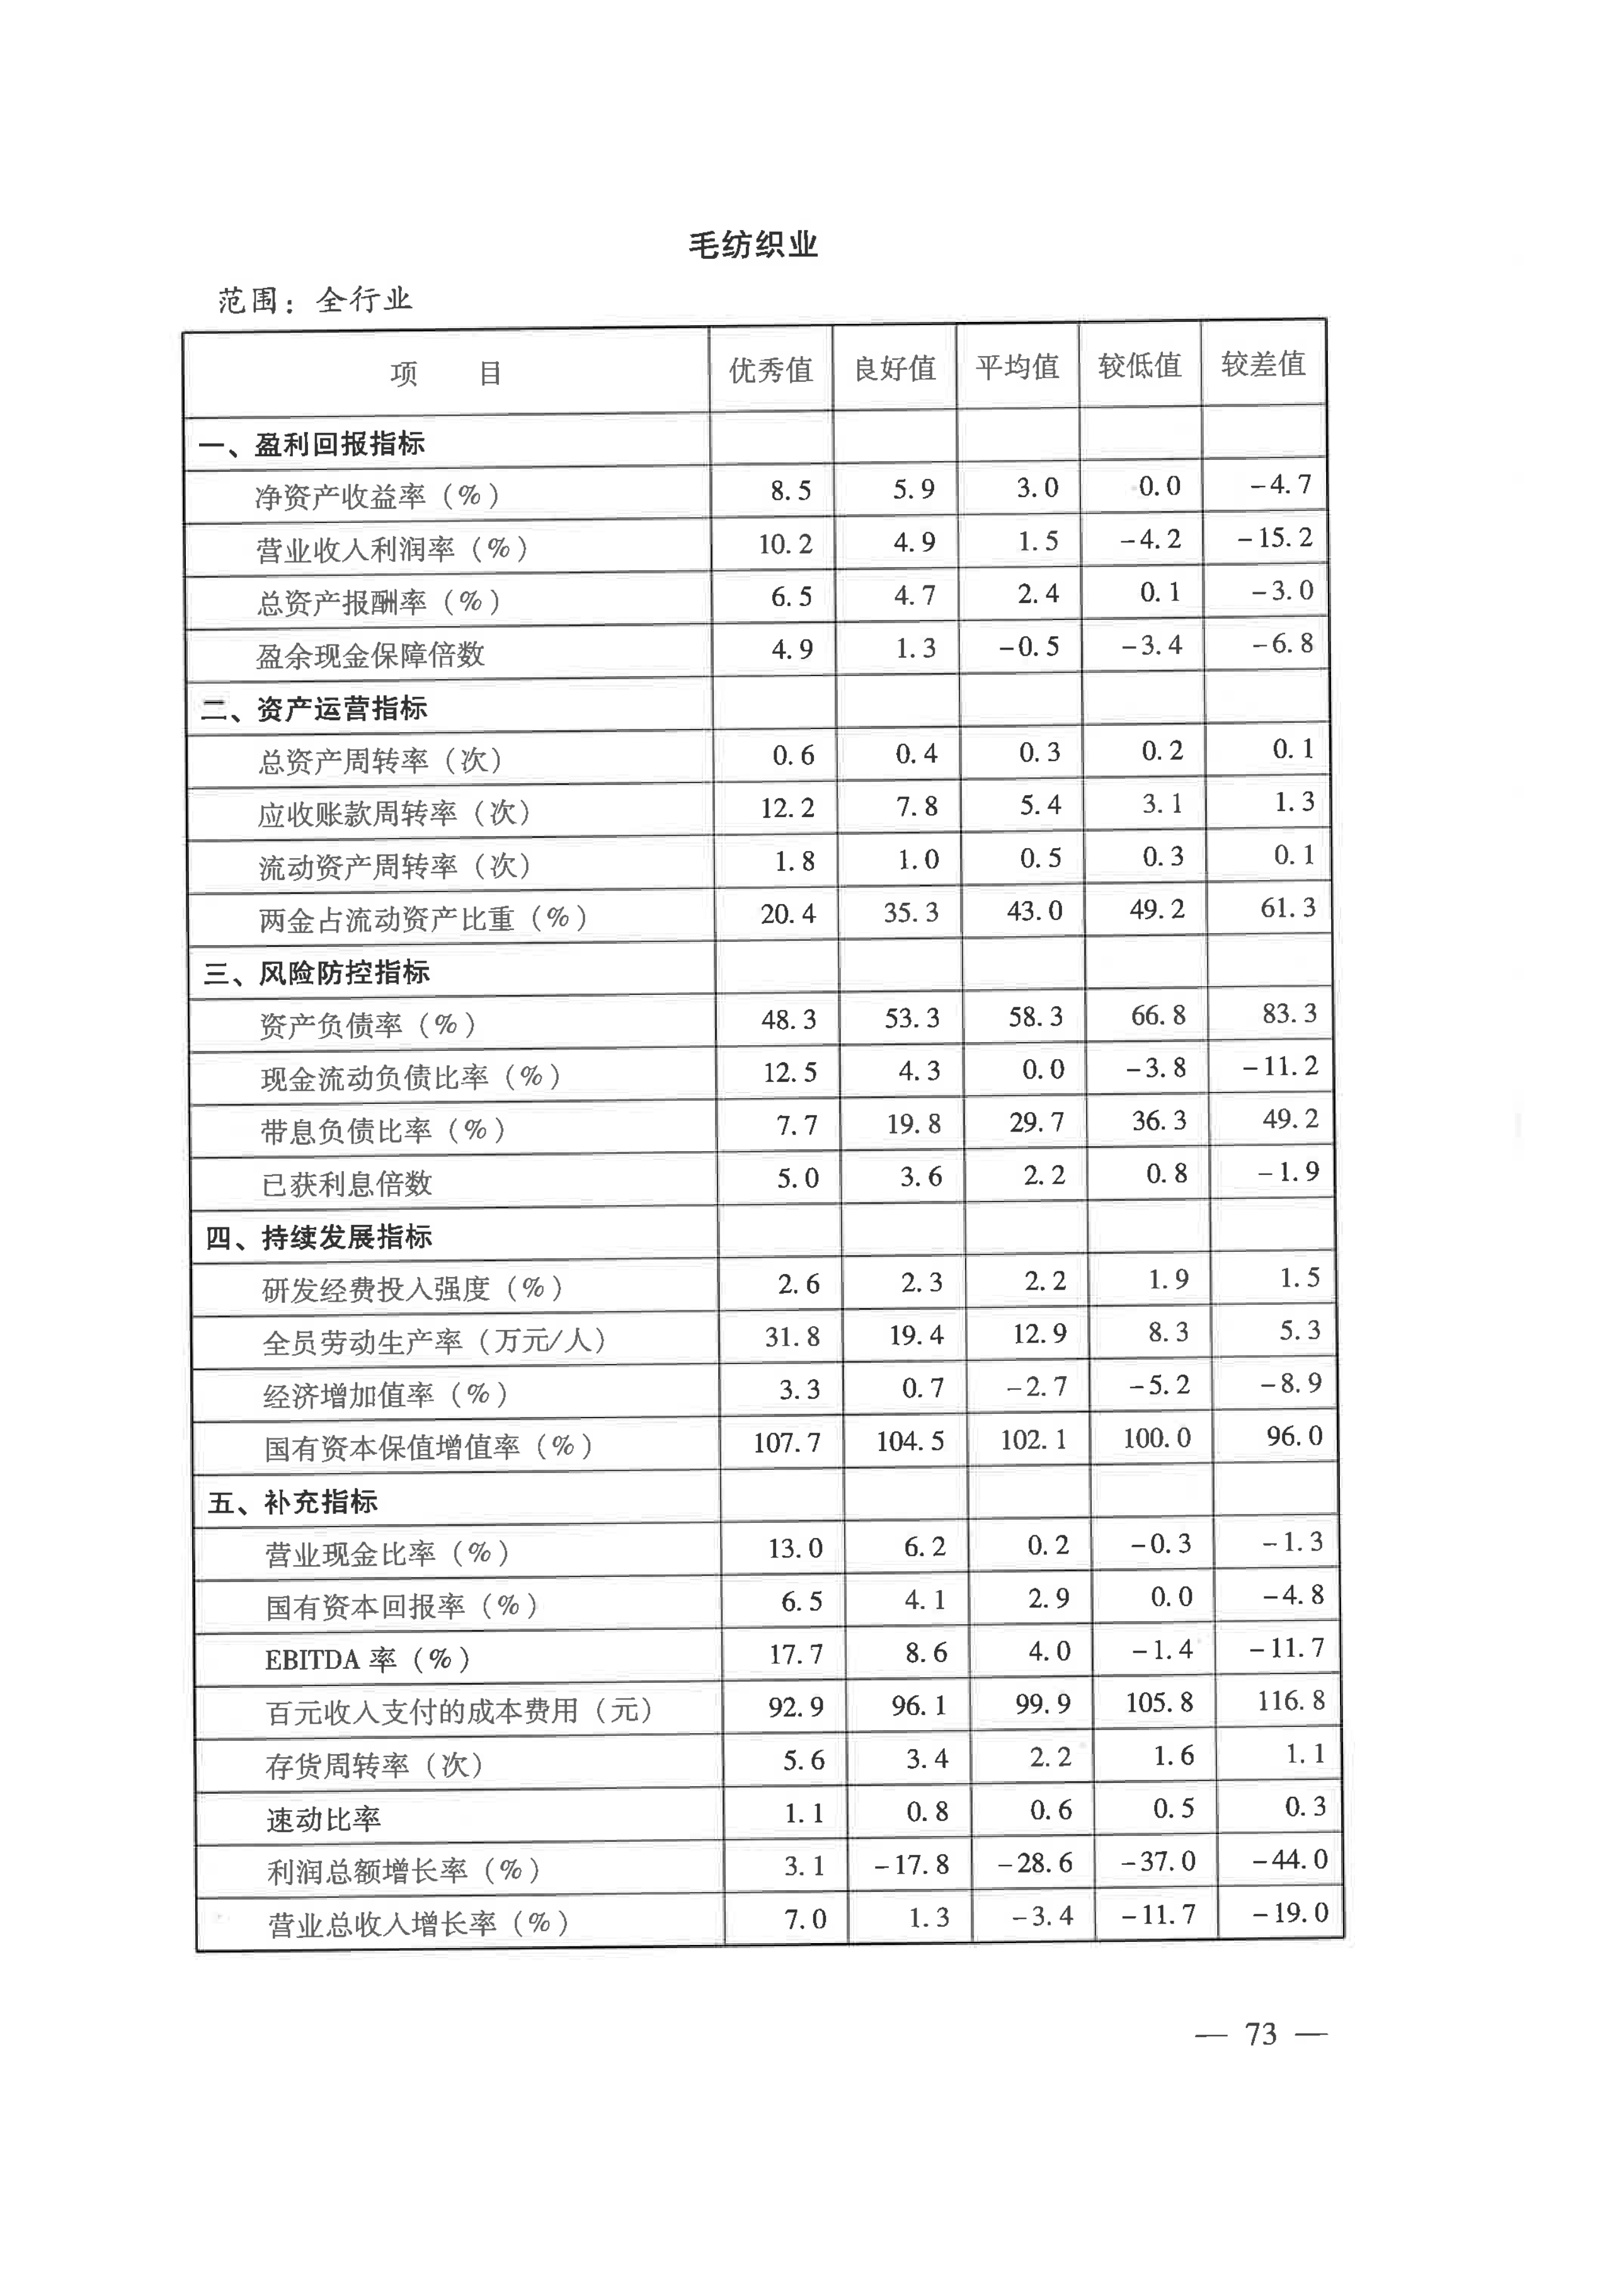 毛纺织业
范围：全行业
项 目 优秀值 良好值 平均值 较低值 较差值
一、盈利回报指标
净资产收益率（%） 8.5 5.9 3.0 0.0 -4.7
营业收入利润率（%） 10.2 4.9 1.5 -4.2 -15.2
总资产报酬率（%） 6.5 4.7 2.4 0.1 -3.0
盈余现金保障倍数 4.9 1.3 -0.5 -3.4 -6.8
二、资产运营指标
总资产周转率（次） 0.6 0.4 0.3 0.2 0.1
应收账款周转率（次） 12.2 7.8 5.4 3.1 1.3
流动资产周转率（次） 1.8 1.0 0.5 0.3 0.1
两金占流动资产比重（%） 20.4 35.3 43.0 49.2 61.3
三、风险防控指标
资产负债率（%） 48.3 53.3 58.3 66.8 83.3
现金流动负债比率（%） 12.5 4.3 0.0 -3.8 -11.2
带息负债比率（%） 7.7 19.8 29.7 36.3 49.2
已获利息倍数 5.0 3.6 2.2 0.8 -1.9
四、持续发展指标
研发经费投入强度（%） 2.6 2.3 2.2 1.9 1.5
全员劳动生产率（万元/人） 31.8 19.4 12.9 8.3 5.3
经济增加值率（%） 3.3 0.7 -2.7 -5.2 -8.9
国有资本保值增值率（%） 107.7 104.5 102.1 100.0 96.0
五、补充指标
营业现金比率（%） 13.0 6.2 0.2 -0.3 -1.3
国有资本回报率（%） 6.5 4.1 2.9 0.0 -4.8
EBITDA 率（%） 17.7 8.6 4.0 -1.4 -11.7
百元收入支付的成本费用（元） 92.9 96.1 99.9 105.8 116.8
存货周转率（次） 5.6 3.4 2.2 1.6 1.1
速动比率 1.1 0.8 0.6 0.5 0.3
利润总额增长率（%） 3.1 -17.8 -28.6 -37.0 -44.0
营业总收入增长率（%） 7.0 1.3 -3.4 -11.7 -19.0
— 73 —